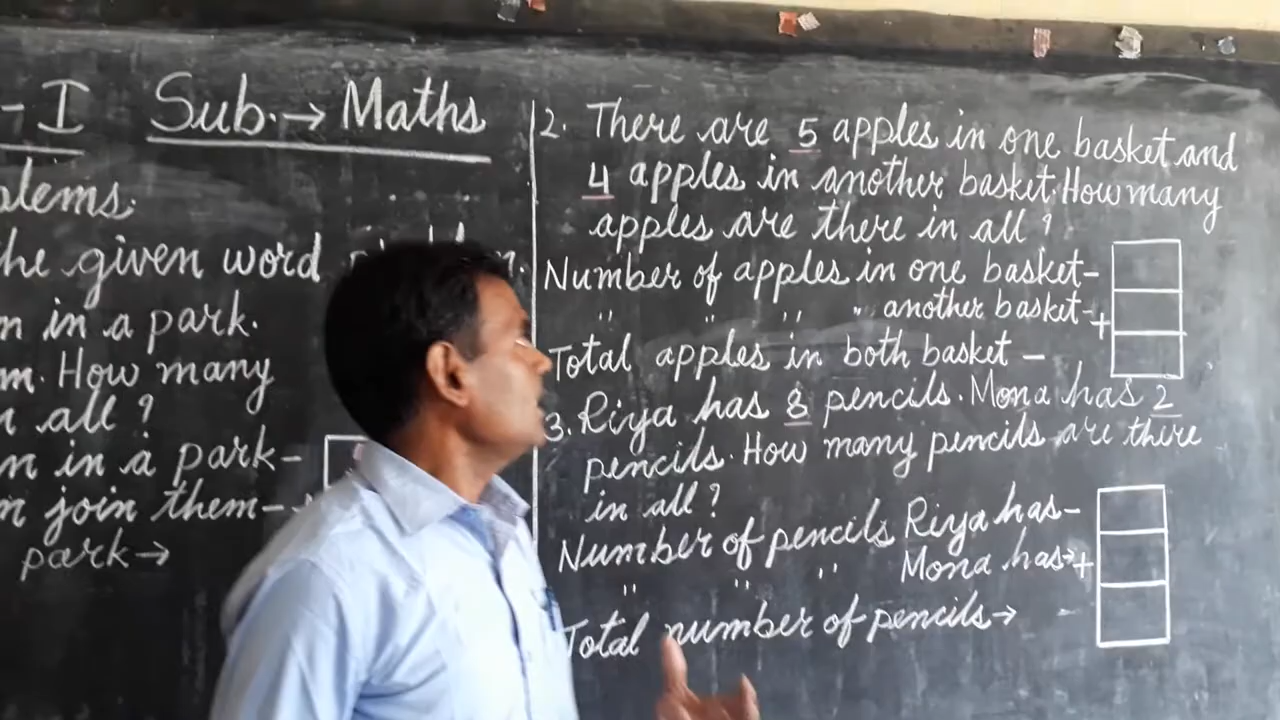 - I Sub. → Maths
blems.
he given word
n in a park.
m. How many
n all ?
n in a park-
m join them-
park →
2. There are 5 apples in one basket and
4 apples in another basket. How many
apples are there in all ?
Number of apples in one basket-
" " " " another basket- +
Total apples in both basket -
3. Riya has 8 pencils. Mona has 2
pencils. How many pencils are there
in all ?
Number of pencils Riya has-
" " " Mona has→ +
Total number of pencils →